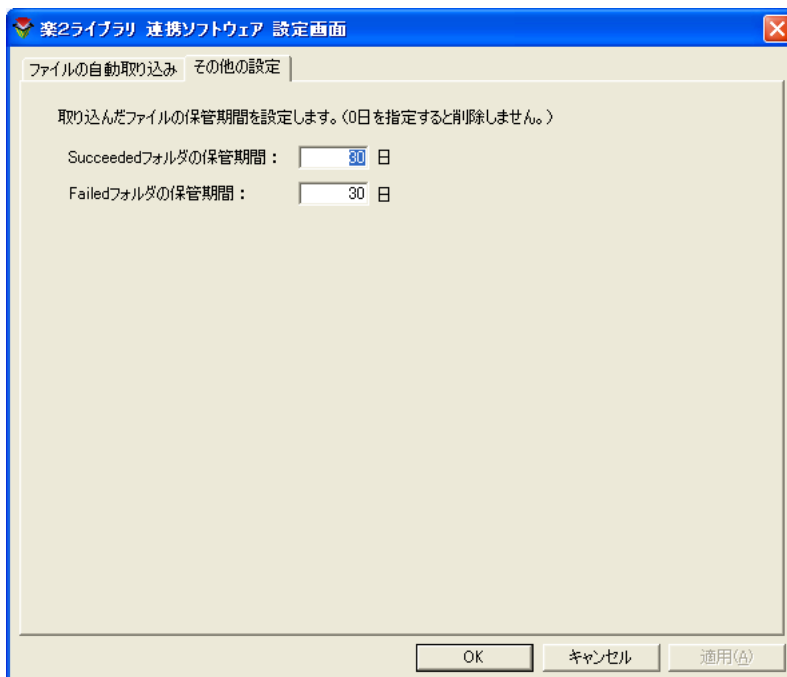 楽2ライブラリ 連携ソフトウェア 設定画面
ファイルの自動取り込み その他の設定
取り込んだファイルの保管期間を設定します。（0日を指定すると削除しません。）
Succeededフォルダの保管期間： 30 日
Failedフォルダの保管期間： 30 日
OK キャンセル 適用(A)